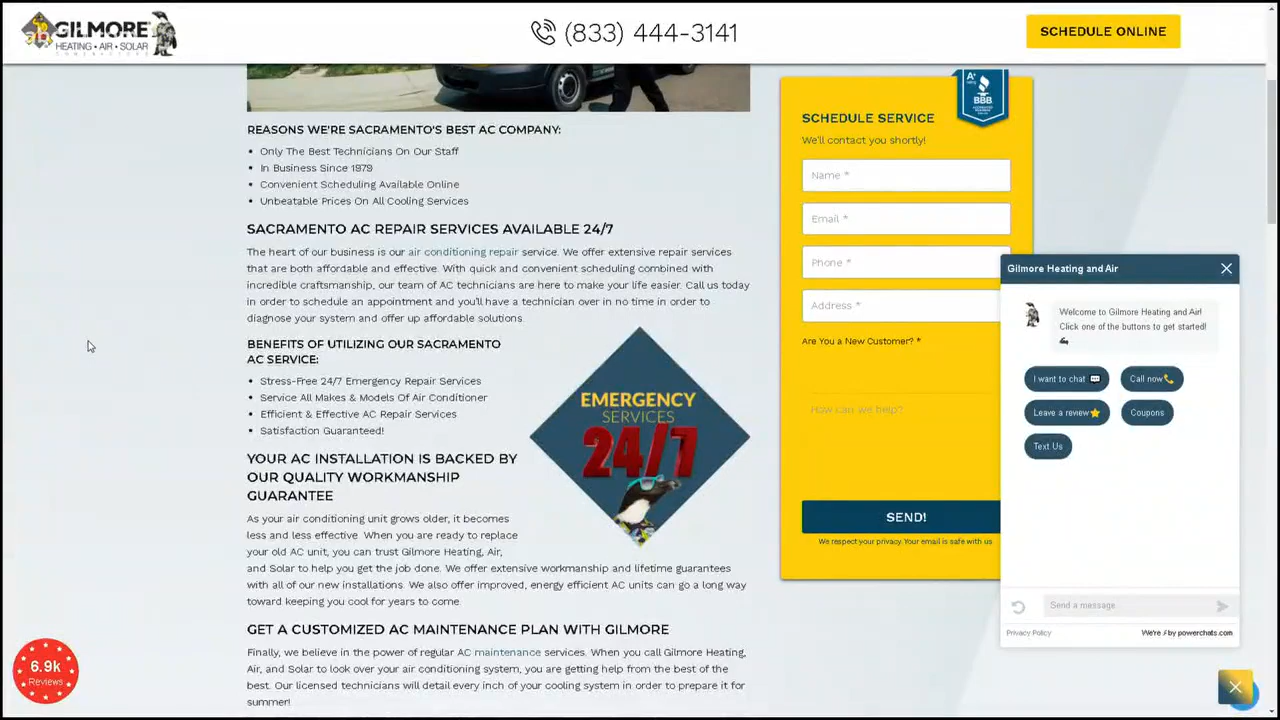 GILMORE
HEATING • AIR • SOLAR
(833) 444-3141
SCHEDULE ONLINE
REASONS WE'RE SACRAMENTO'S BEST AC COMPANY:
• Only The Best Technicians On Our Staff
• In Business Since 1979
• Convenient Scheduling Available Online
• Unbeatable Prices On All Cooling Services
SACRAMENTO AC REPAIR SERVICES AVAILABLE 24/7
The heart of our business is our air conditioning repair service. We offer extensive repair services
that are both affordable and effective. With quick and convenient scheduling combined with
incredible craftsmanship, our team of AC technicians are here to make your life easier. Call us today
in order to schedule an appointment and you'll have a technician over in no time in order to
diagnose your system and offer up affordable solutions.
BENEFITS OF UTILIZING OUR SACRAMENTO
AC SERVICE:
• Stress-Free 24/7 Emergency Repair Services
• Service All Makes & Models Of Air Conditioner
• Efficient & Effective AC Repair Services
• Satisfaction Guaranteed!
EMERGENCY
SERVICES
24/7
YOUR AC INSTALLATION IS BACKED BY
OUR QUALITY WORKMANSHIP
GUARANTEE
As your air conditioning unit grows older, it becomes
less and less effective. When you are ready to replace
your old AC unit, you can trust Gilmore Heating, Air,
and Solar to help you get the job done. We offer extensive workmanship and lifetime guarantees
with all of our new installations. We also offer improved, energy efficient AC units can go a long way
toward keeping you cool for years to come
GET A CUSTOMIZED AC MAINTENANCE PLAN WITH GILMORE
Finally, we believe in the power of regular AC maintenance services. When you call Gilmore Heating,
Air, and Solar to look over your air conditioning system, you are getting help from the best of the
best. Our licensed technicians will detail every inch of your cooling system in order to prepare it for
summer!
6.9k
Reviews
A+
rating
BBB
ACCREDITED
BUSINESS
SCHEDULE SERVICE
We'll contact you shortly!
Name *
Email *
Phone *
Address *
Are You a New Customer? *
How can we help?
SEND!
We respect your privacy. Your email is safe with us
Gilmore Heating and Air
Welcome to Gilmore Heating and Air!
Click one of the buttons to get started!
I want to chat
Call now
Leave a review
Coupons
Text Us
Send a message
Privacy Policy
We're by powerchats.com